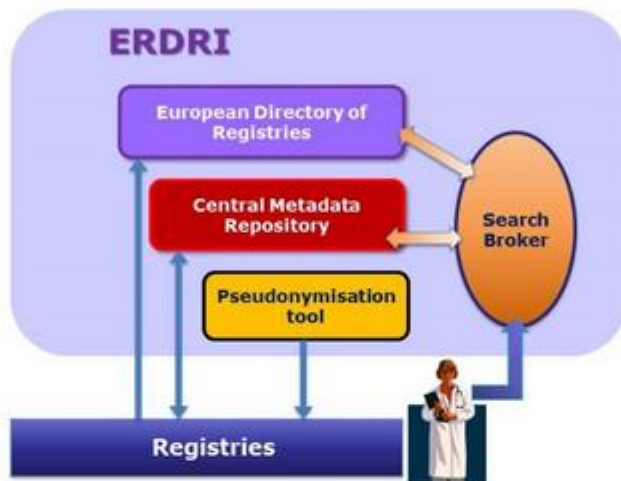 ERDRI
European Directory of
Registries
Central Metadata
Repository
Search
Broker
Pseudonymisation
tool
Registries